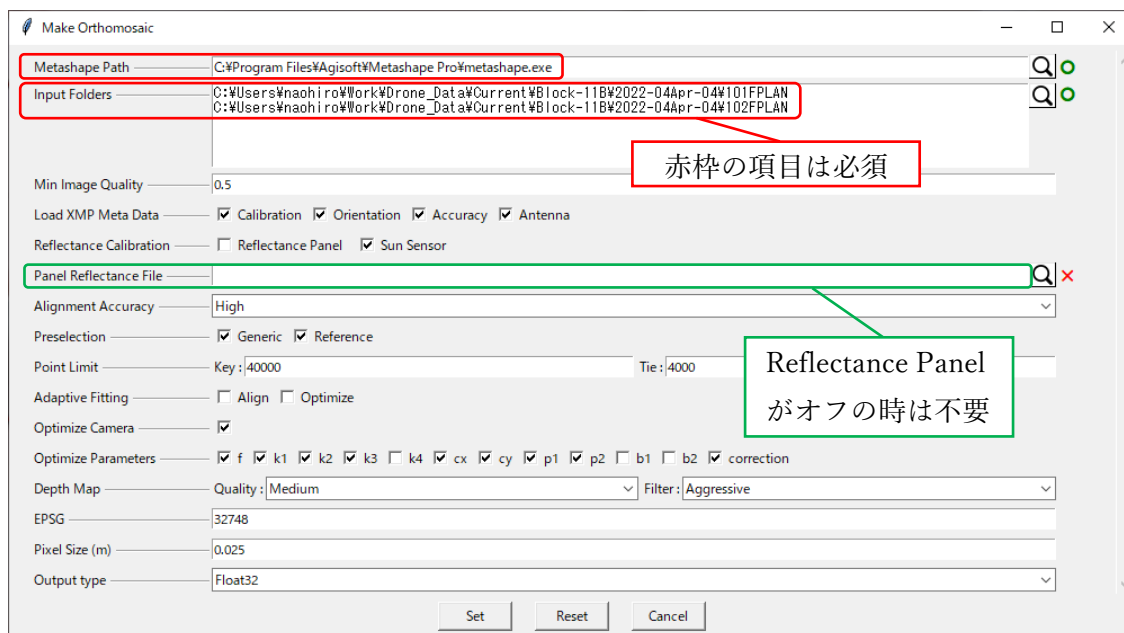 Make Orthomosaic
Metashape Path C:¥Program Files¥Agisoft¥Metashape Pro¥metashape.exe
Input Folders C:¥Users¥naohiro¥Work¥Drone_Data¥Current¥Block-11B¥2022-04Apr-04¥101FPLAN
C:¥Users¥naohiro¥Work¥Drone_Data¥Current¥Block-11B¥2022-04Apr-04¥102FPLAN
赤枠の項目は必須
Min Image Quality 0.5
Load XMP Meta Data Calibration Orientation Accuracy Antenna
Reflectance Calibration Reflectance Panel Sun Sensor
Panel Reflectance File
Alignment Accuracy High
Preselection Generic Reference
Point Limit Key : 40000 Tie : 4000
Reflectance Panel
がオフの時は不要
Adaptive Fitting Align Optimize
Optimize Camera
Optimize Parameters f k1 k2 k3 k4 cx cy p1 p2 b1 b2 correction
Depth Map Quality : Medium Filter : Aggressive
EPSG 32748
Pixel Size (m) 0.025
Output type Float32
Set Reset Cancel